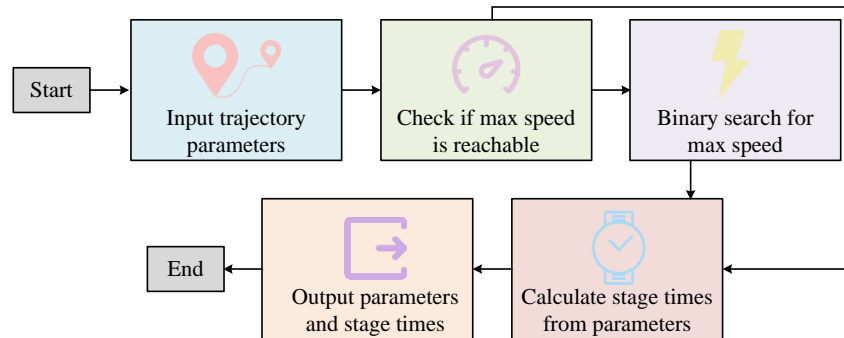 Start
Input trajectory
parameters
Check if max speed
is reachable
Binary search for
max speed
Calculate stage times
from parameters
Output parameters
and stage times
End